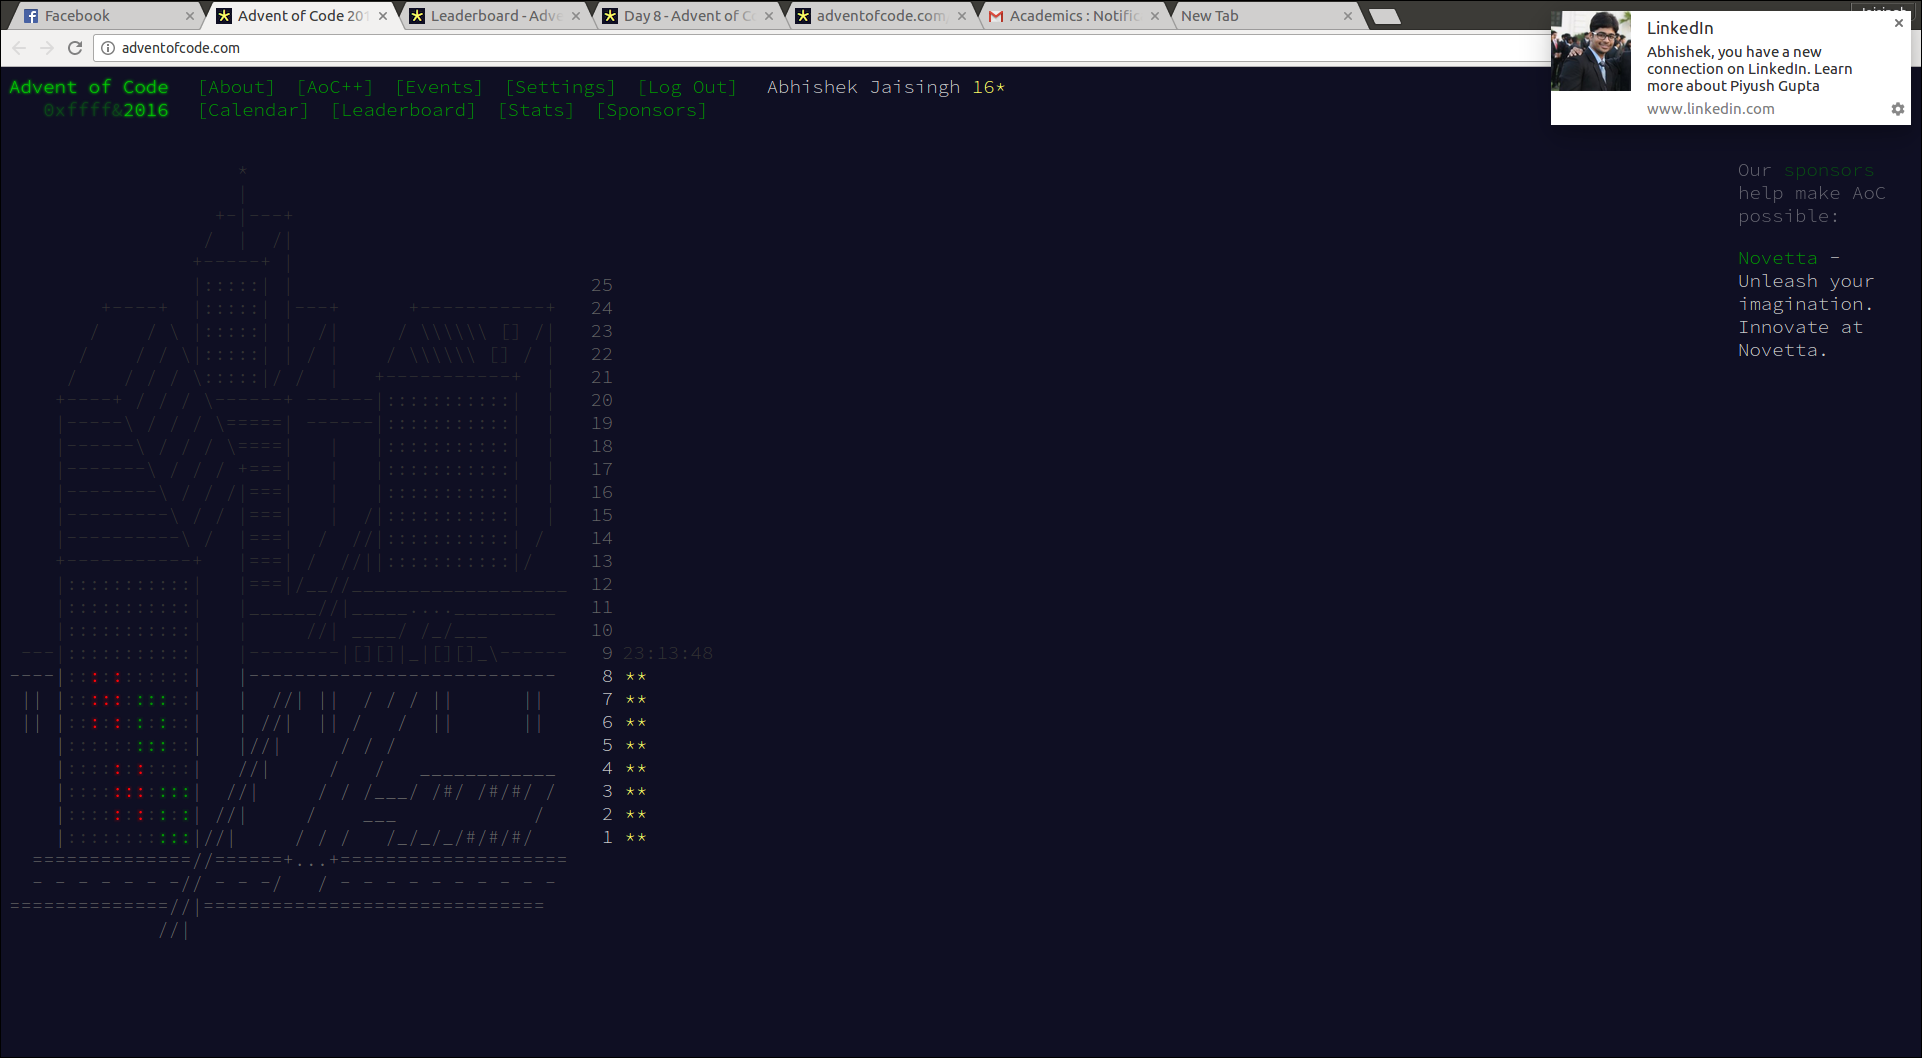 Facebook
Advent of Code 201
Leaderboard - Adve
Day 8 - Advent of C
adventofcode.com
Academics : Notific
New Tab
adventofcode.com
LinkedIn
Abhishek, you have a new
connection on LinkedIn. Learn
more about Piyush Gupta
www.linkedin.com
Advent of Code [About] [AoC++] [Events] [Settings] [Log Out] Abhishek Jaisingh 16*
0xffff&2016 [Calendar] [Leaderboard] [Stats] [Sponsors]
Our sponsors
help make AoC
possible:
Novetta -
Unleash your
imagination.
Innovate at
Novetta.
25
24
23
22
21
20
19
18
17
16
15
14
13
12
11
10
9 23:13:48
8 **
7 **
6 **
5 **
4 **
3 **
2 **
1 **